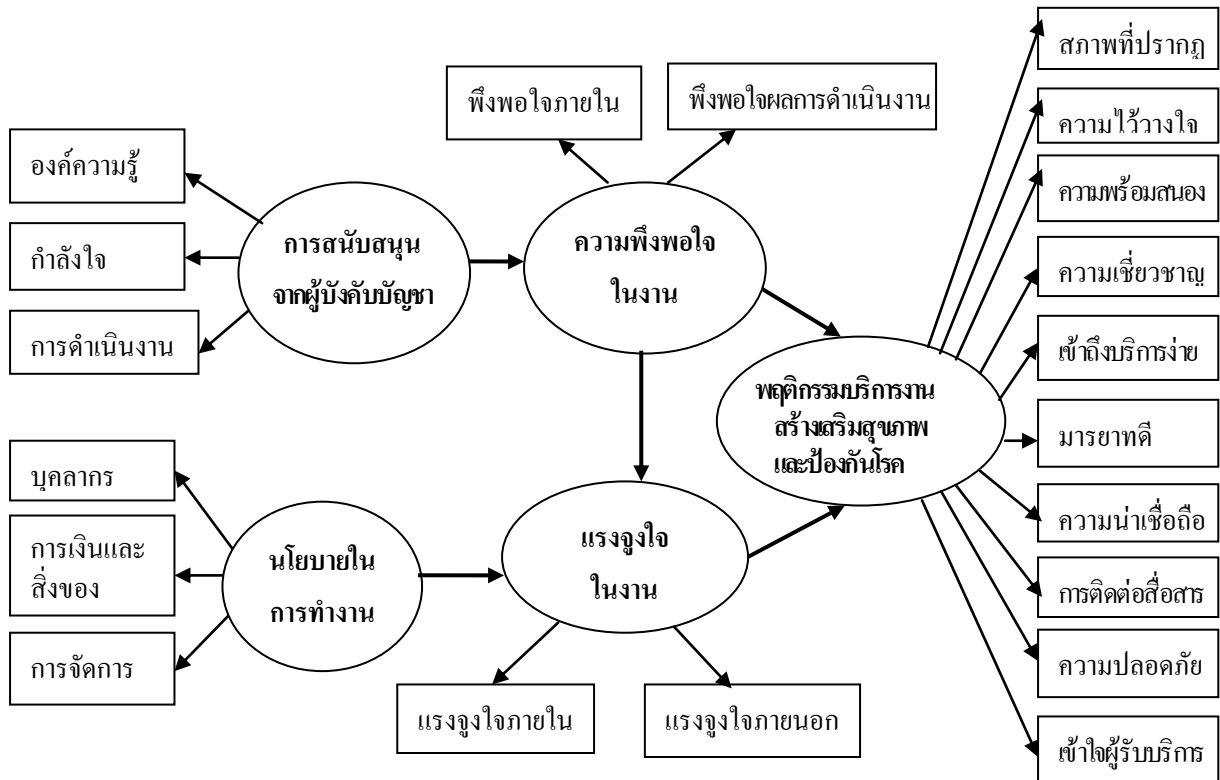 สภาพที่ปรากฏ
พึงพอใจภายใน
พึงพอใจผลการดำเนินงาน
ความไว้วางใจ
องค์ความรู้
ความพร้อมสนอง
กำลังใจ
การสนับสนุน
จากผู้บังคับบัญชา
ความพึงพอใจ
ในงาน
ความเชี่ยวชาญ
การดำเนินงาน
เข้าถึงบริการง่าย
พฤติกรรมบริการงาน
สร้างเสริมสุขภาพ
และป้องกันโรค
มารยาทดี
บุคลากร
ความน่าเชื่อถือ
การเงินและ
สิ่งของ
นโยบายใน
การทำงาน
แรงจูงใจ
ในงาน
การติดต่อสื่อสาร
การจัดการ
ความปลอดภัย
แรงจูงใจภายใน
แรงจูงใจภายนอก
เข้าใจผู้รับบริการ